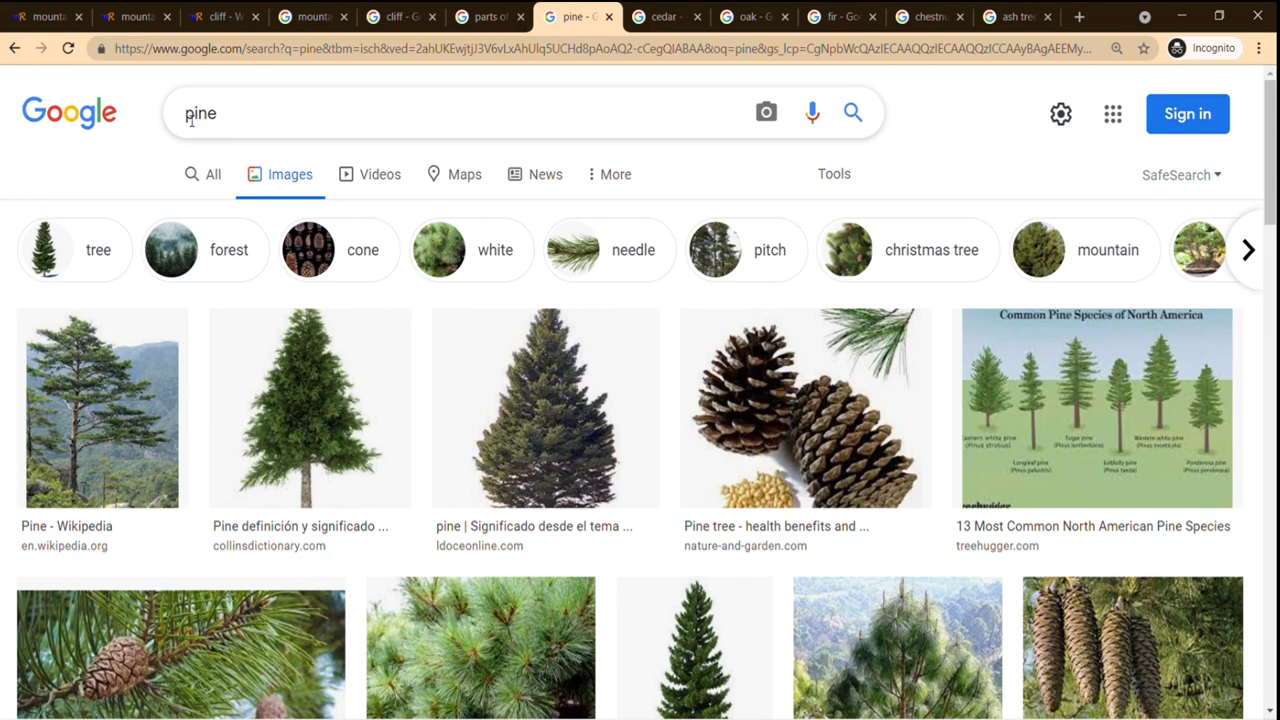 mounta
mounta
cliff - W
mounta
cliff - Go
parts of
pine - G
cedar -
oak - G
fir - Goo
chestnu
ash tree
https://www.google.com/search?q=pine&tbm=isch&ved=2ahUKEwjtjJ3V6vLxAhUlq5UCHd8pAoAQ2-cCegQIABAA&oq=pine&gs_lcp=CgNpbWcQAzIECAAQQzIECAAQQzICCAAyBAgAEEMy...
Incognito
Google
pine
Sign in
All
Images
Videos
Maps
News
More
Tools
SafeSearch
tree
forest
cone
white
needle
pitch
christmas tree
mountain
Common Pine Species of North America
Pine - Wikipedia
en.wikipedia.org
Pine definición y significado ...
collinsdictionary.com
pine | Significado desde el tema ...
ldoceonline.com
Pine tree - health benefits and ...
nature-and-garden.com
13 Most Common North American Pine Species
treehugger.com